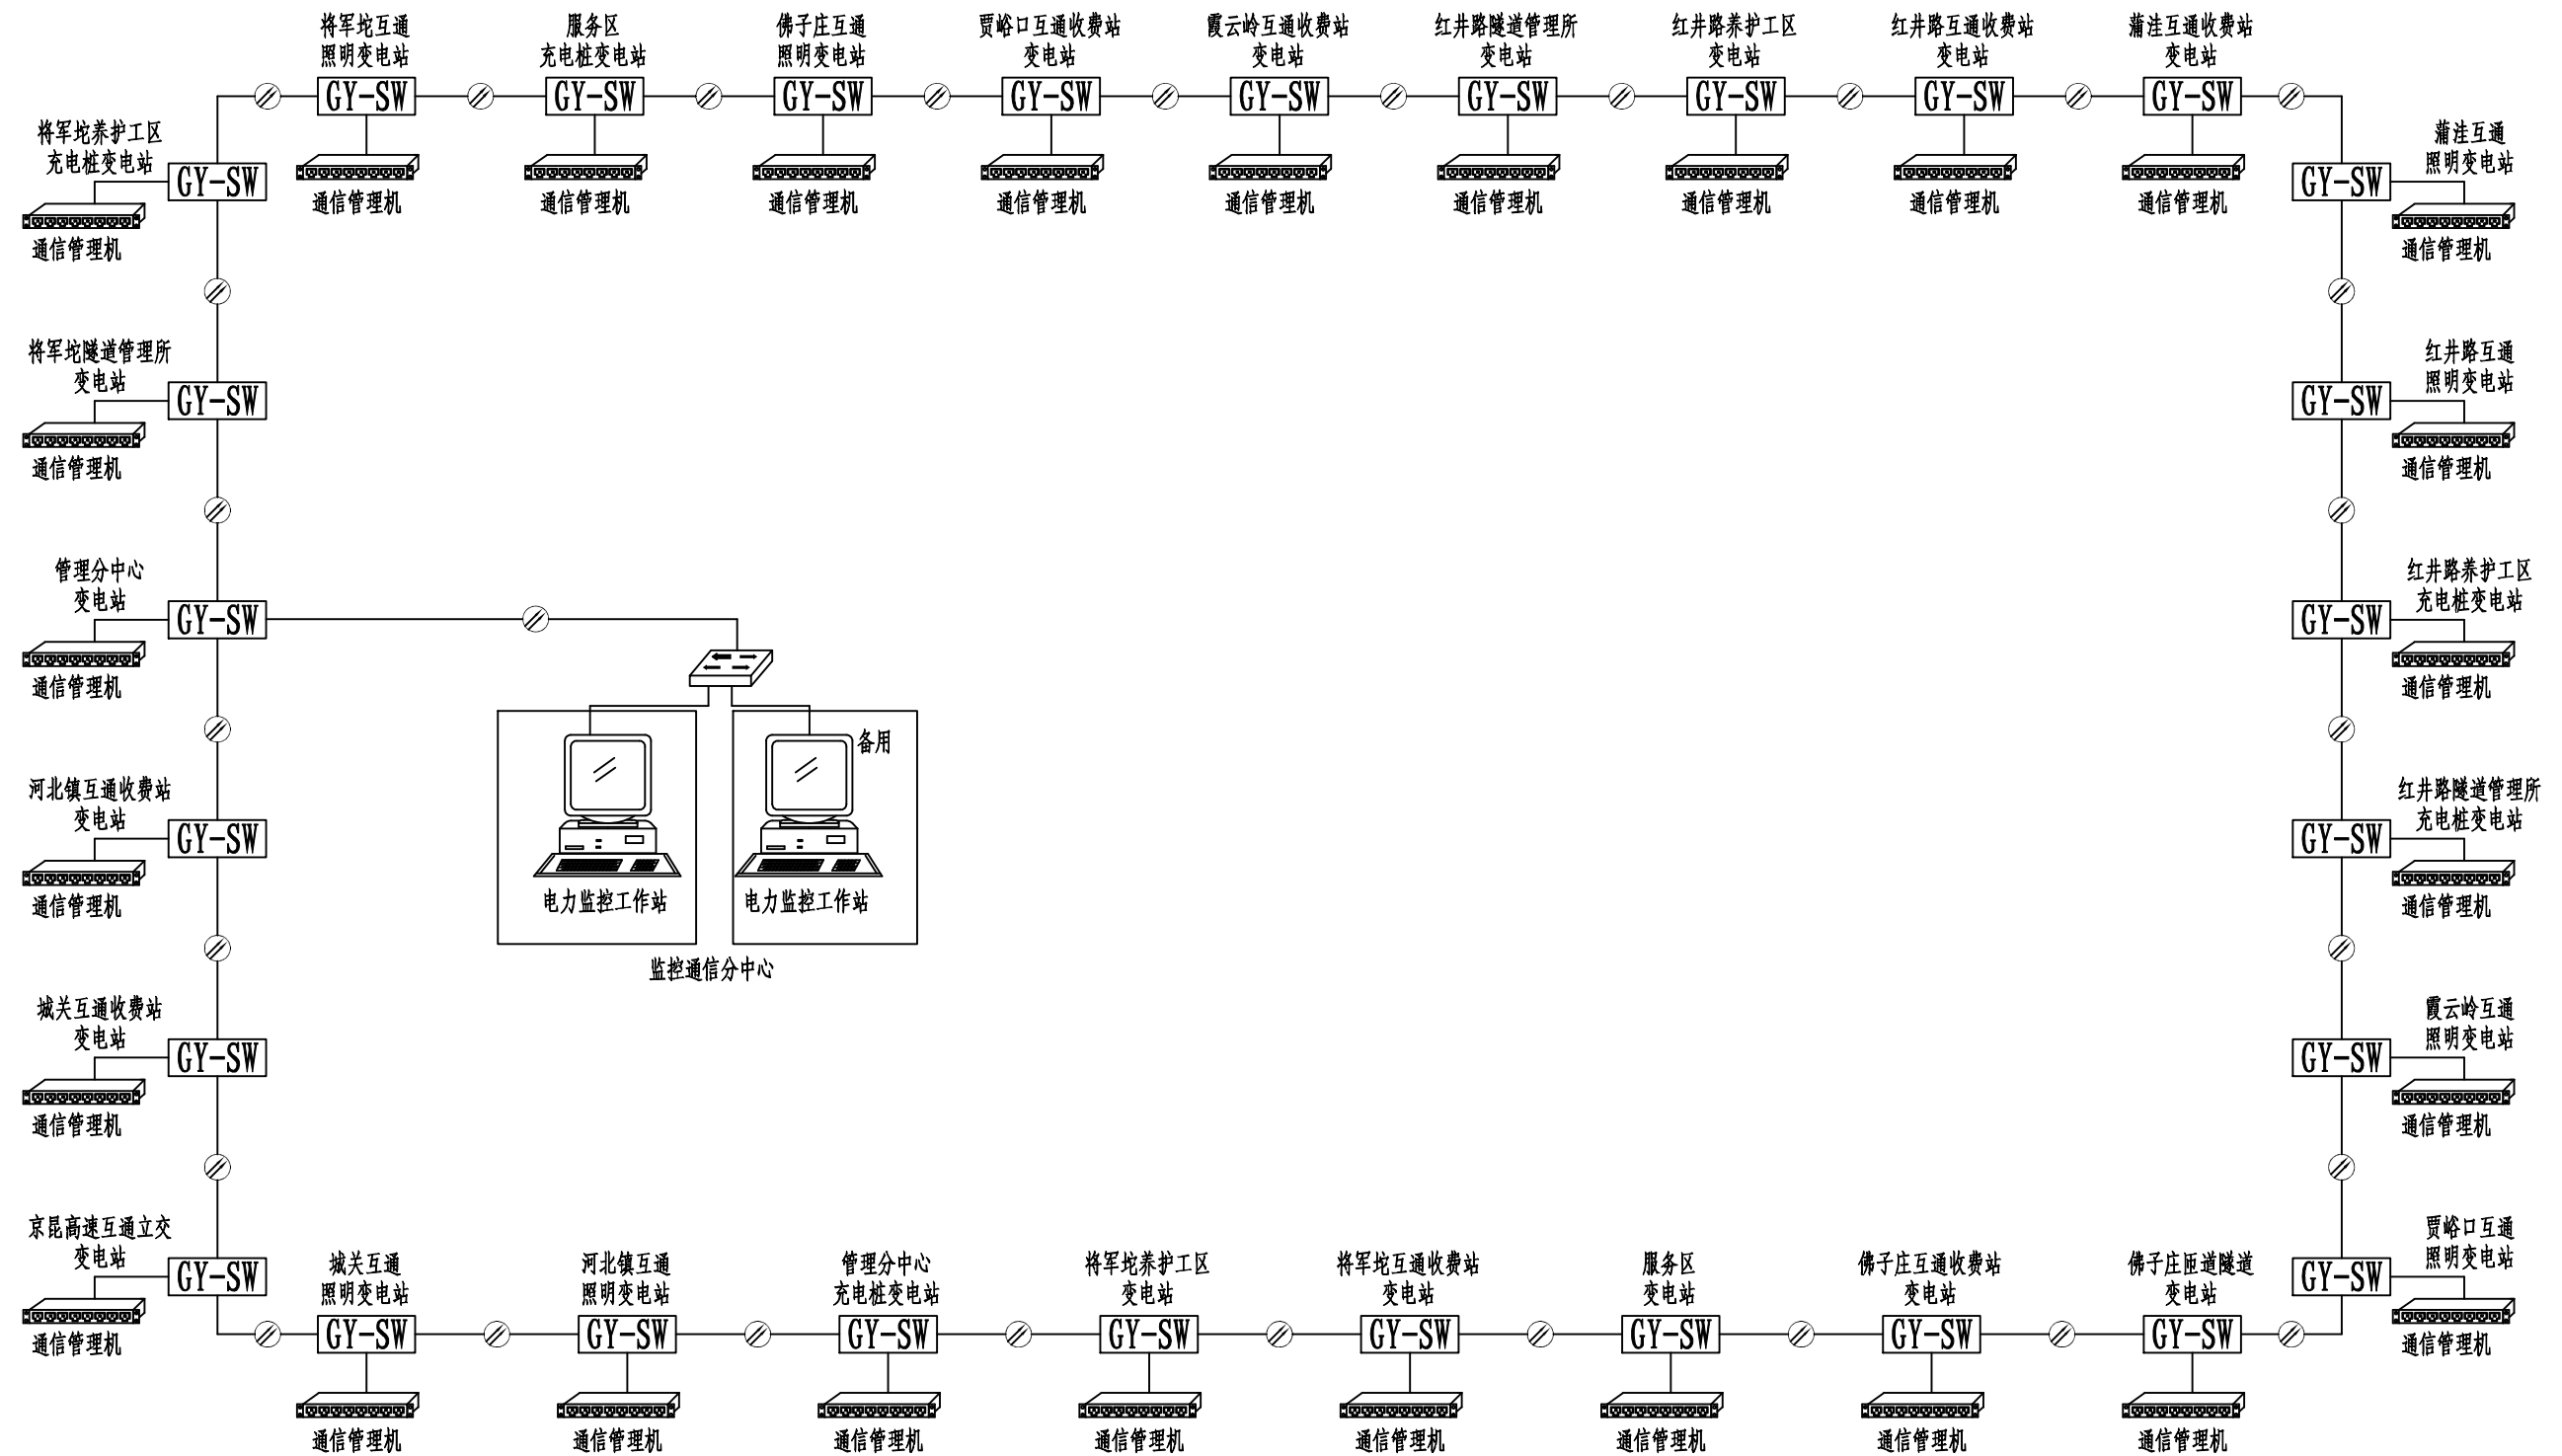 将军坨互通
照明变电站
GY-SW
通信管理机
服务区
充电桩变电站
GY-SW
通信管理机
佛子庄互通
照明变电站
GY-SW
通信管理机
贾峪口互通收费站
变电站
GY-SW
通信管理机
霞云岭互通收费站
变电站
GY-SW
通信管理机
红井路隧道管理所
变电站
GY-SW
通信管理机
红井路养护工区
变电站
GY-SW
通信管理机
红井路互通收费站
变电站
GY-SW
通信管理机
蒲洼互通收费站
变电站
GY-SW
通信管理机
将军坨养护工区
充电桩变电站
GY-SW
通信管理机
将军坨隧道管理所
变电站
GY-SW
通信管理机
管理分中心
变电站
GY-SW
通信管理机
河北镇互通收费站
变电站
GY-SW
通信管理机
城关互通收费站
变电站
GY-SW
通信管理机
京昆高速互通立交
变电站
GY-SW
通信管理机
备用
电力监控工作站
电力监控工作站
监控通信分中心
蒲洼互通
照明变电站
GY-SW
通信管理机
红井路互通
照明变电站
GY-SW
通信管理机
红井路养护工区
充电桩变电站
GY-SW
通信管理机
红井路隧道管理所
充电桩变电站
GY-SW
通信管理机
霞云岭互通
照明变电站
GY-SW
通信管理机
贾峪口互通
照明变电站
GY-SW
通信管理机
城关互通
照明变电站
GY-SW
通信管理机
河北镇互通
照明变电站
GY-SW
通信管理机
管理分中心
充电桩变电站
GY-SW
通信管理机
将军坨养护工区
变电站
GY-SW
通信管理机
将军坨互通收费站
变电站
GY-SW
通信管理机
服务区
变电站
GY-SW
通信管理机
佛子庄互通收费站
变电站
GY-SW
通信管理机
佛子庄匝道隧道
变电站
GY-SW
通信管理机